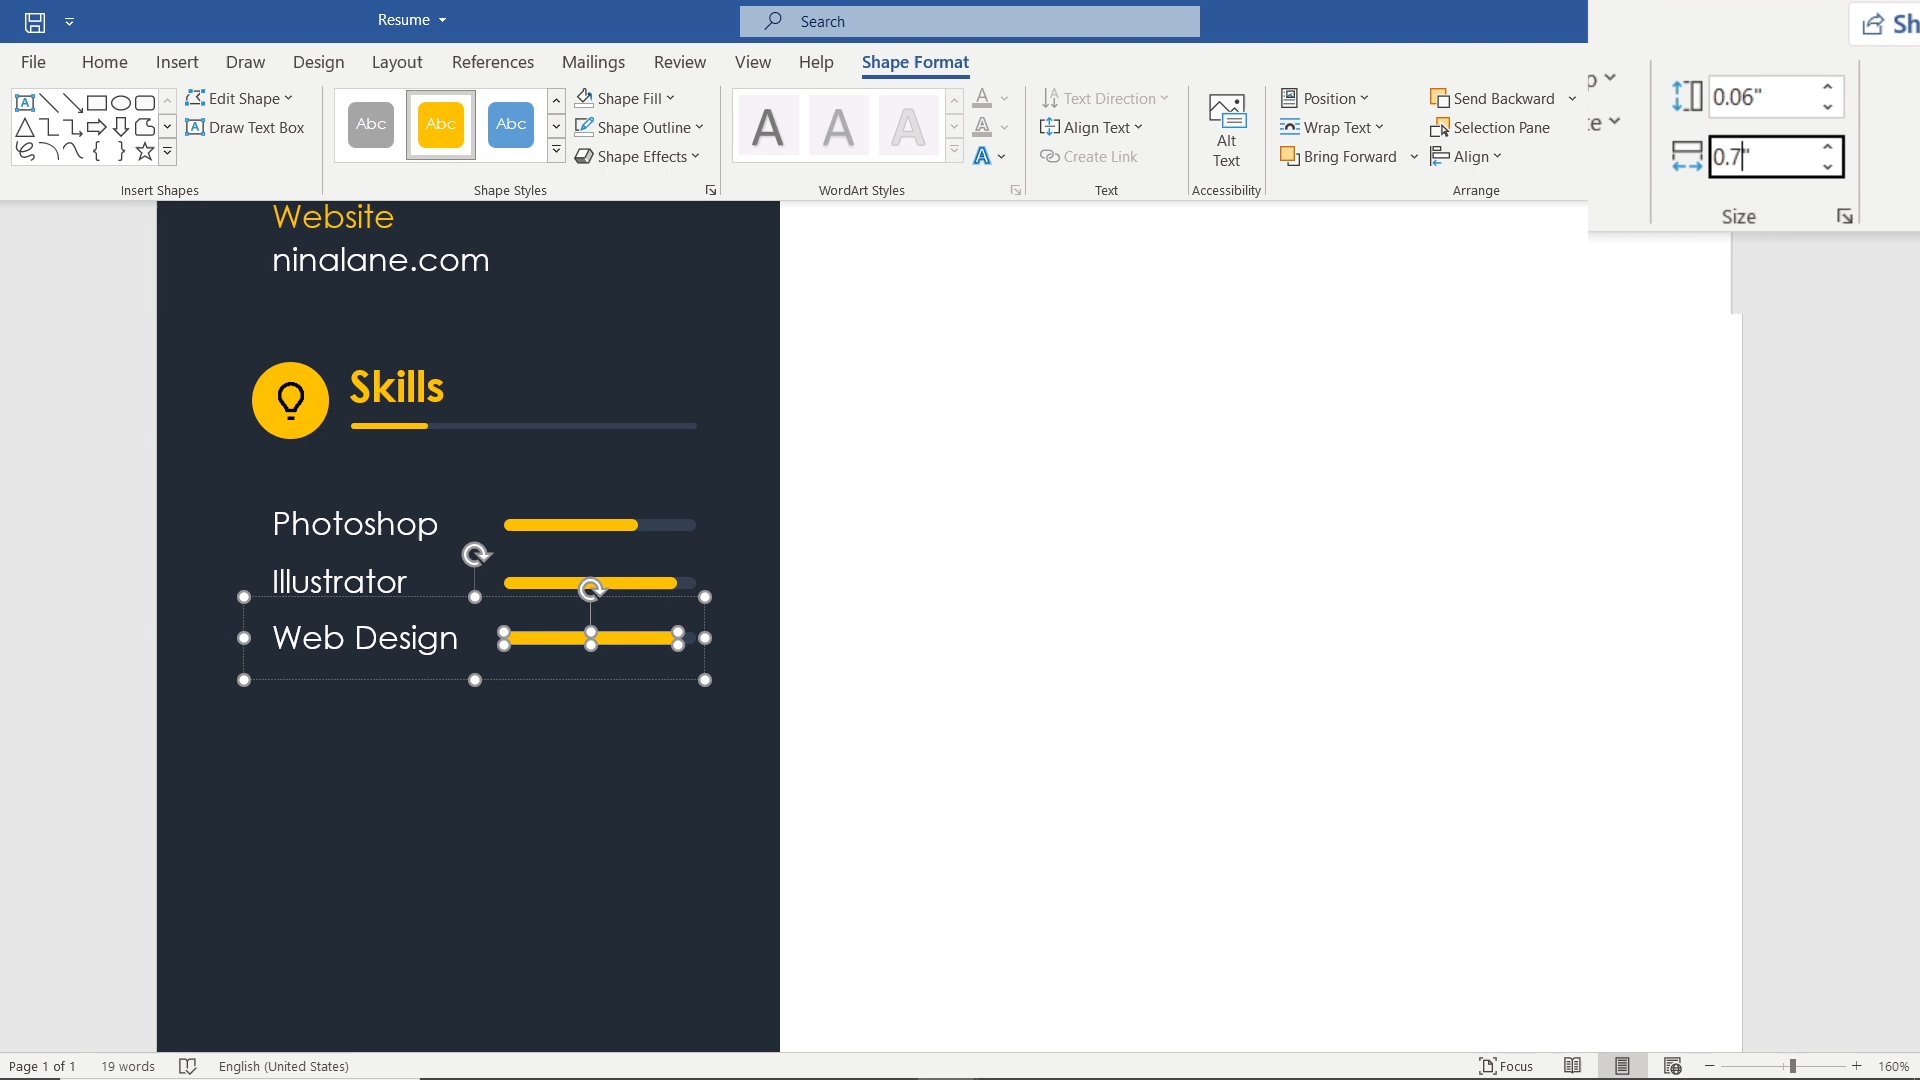 Resume
Search
Sh
File Home Insert Draw Design Layout References Mailings Review View Help Shape Format
A Edit Shape
Draw Text Box
Abc Abc Abc
Shape Fill
Shape Outline
Shape Effects
A A A
A
A
A
Text Direction
Align Text
Create Link
Alt
Text
Position
Wrap Text
Bring Forward
Send Backward
Selection Pane
Align
0.06"
0.7"
Insert Shapes Shape Styles WordArt Styles Text Accessibility Arrange Size
Website
ninalane.com
Skills
Photoshop
Illustrator
Web Design
Page 1 of 1 19 words English (United States) Focus 160%